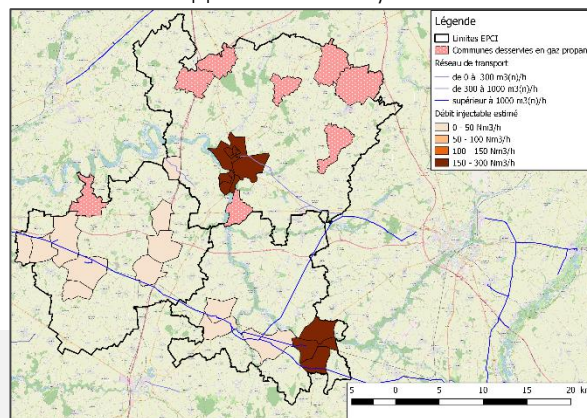 Légende
Limites EPCI
Communes desservies en gaz propane
Réseau de transport
de 0 à 300 m3(n)/h
de 300 à 1000 m3(n)/h
supérieur à 1000 m3(n)/h
Débit injectable estimé
0 - 50 Nm3/h
50 - 100 Nm3/h
100 - 150 Nm3/h
150 - 300 Nm3/h
5 0 5 10 15 20 km